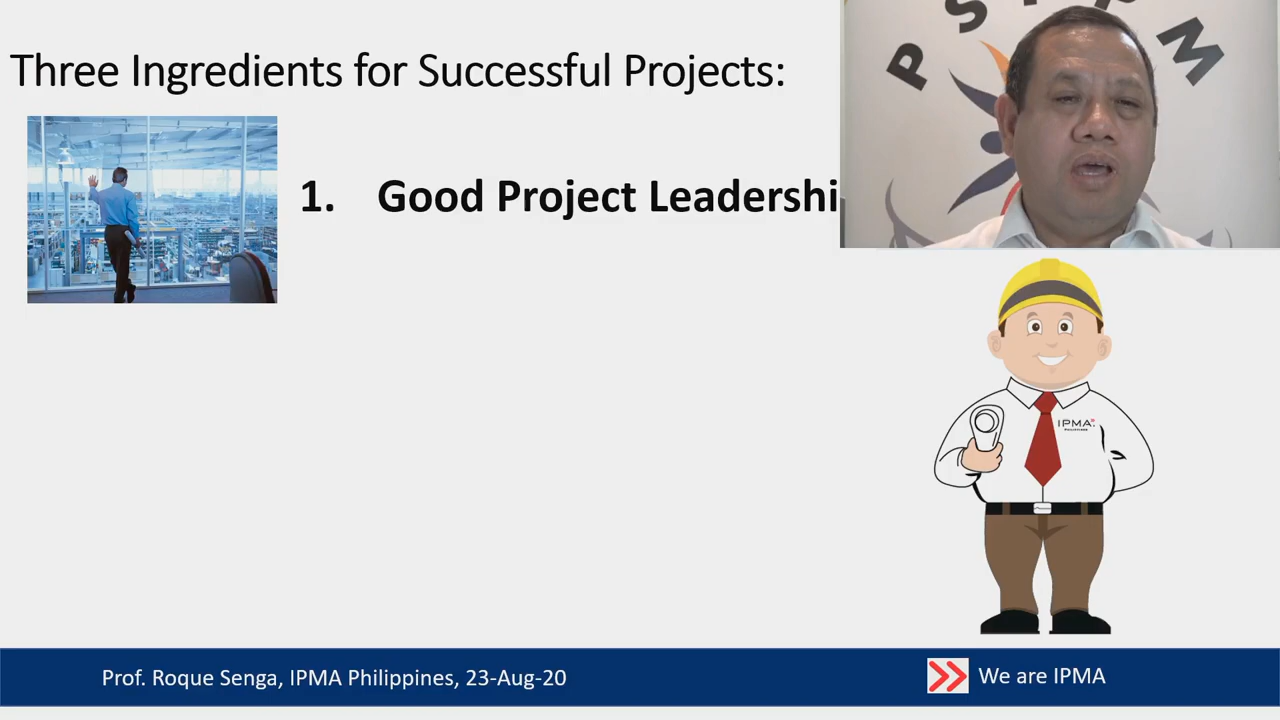 Three Ingredients for Successful Projects:
PSIPM
1. Good Project Leadershi
IPMA
Prof. Roque Senga, IPMA Philippines, 23-Aug-20
We are IPMA